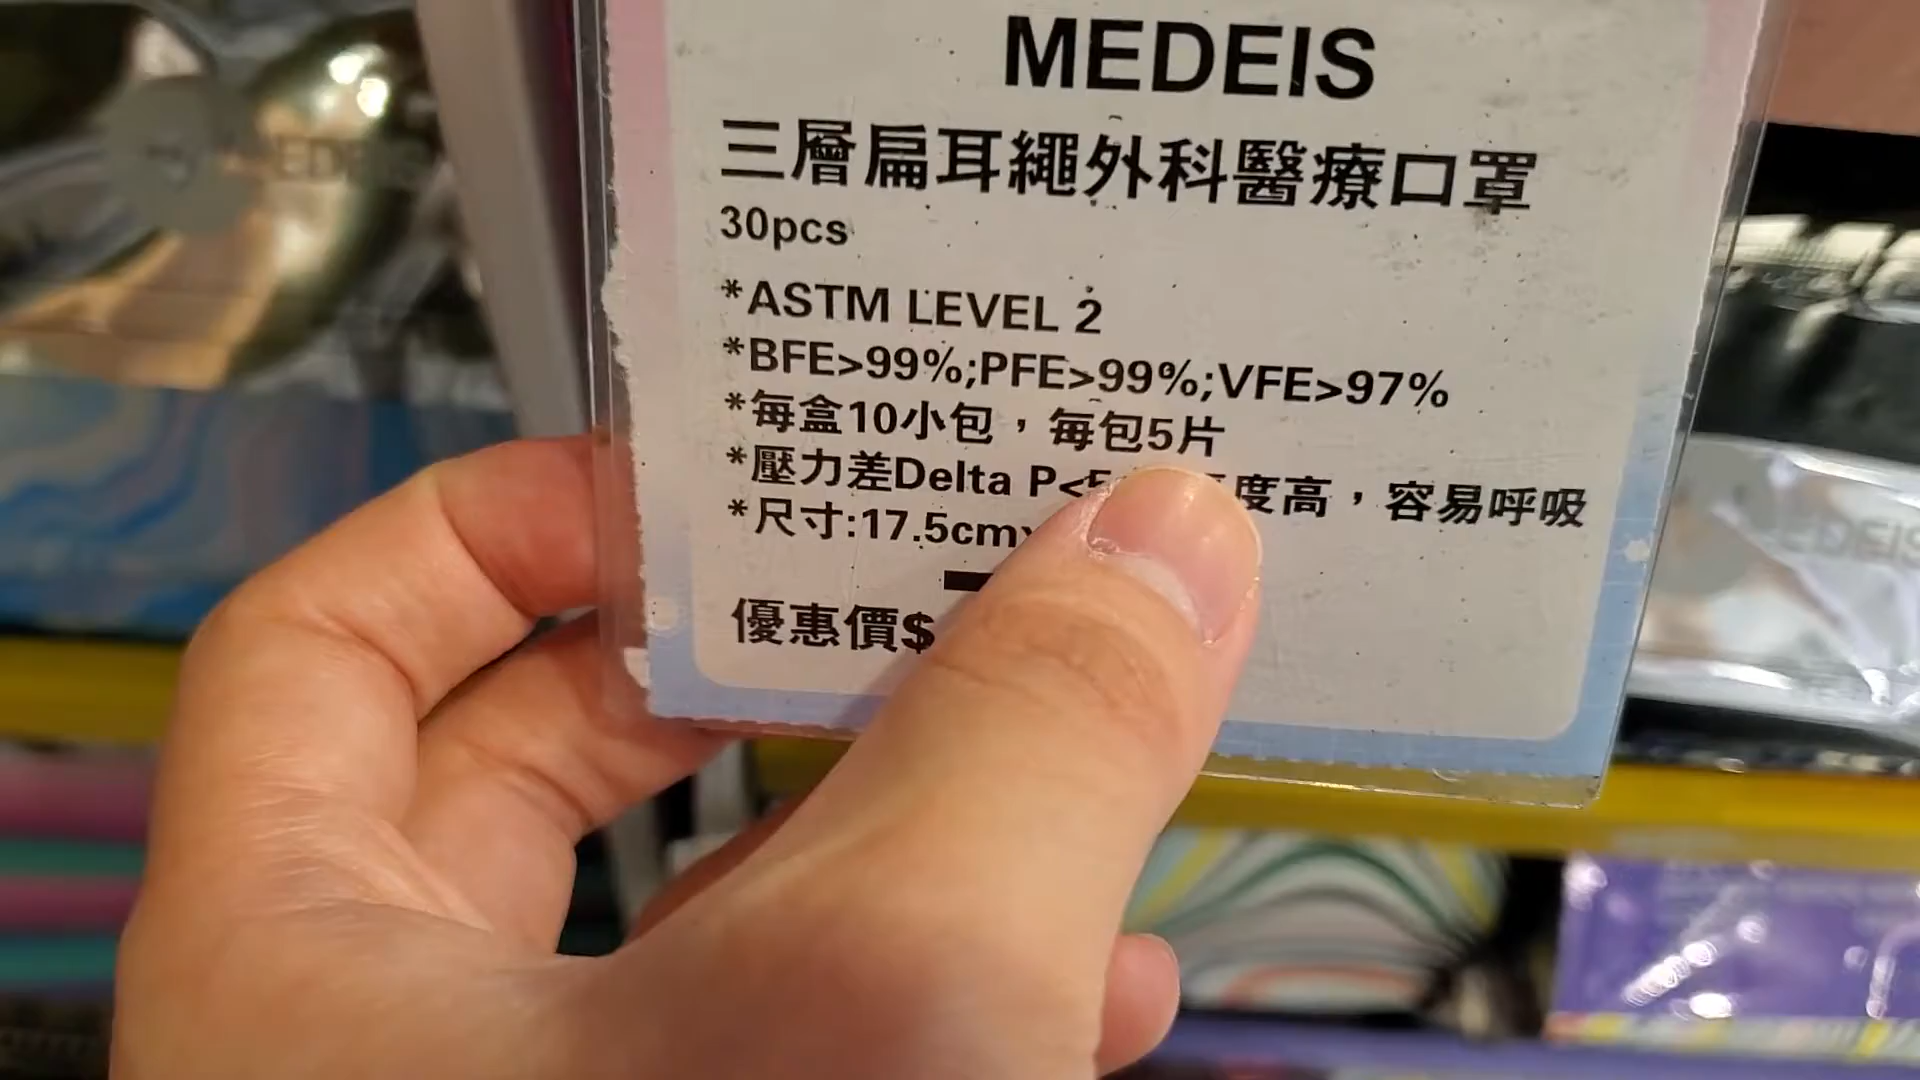 MEDEIS
三層扁耳繩外科醫療口罩
30pcs
*ASTM LEVEL 2
*BFE>99%;PFE>99%;VFE>97%
*每盒10小包，每包5片
*壓力差Delta P<5 度高，容易呼吸
*尺寸:17.5cm
優惠價$